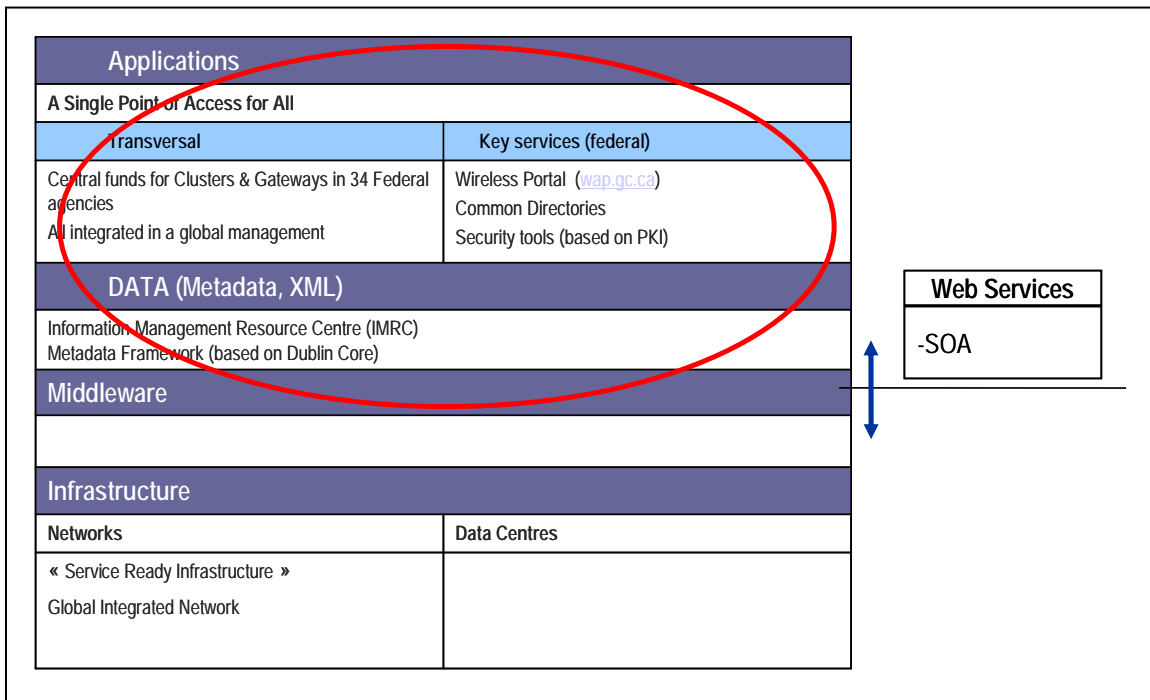 Applications
A Single Point of Access for All
Transversal
Key services (federal)
Central funds for Clusters & Gateways in 34 Federal
agencies
All integrated in a global management
Wireless Portal (wap.gc.ca)
Common Directories
Security tools (based on PKI)
DATA (Metadata, XML)
Information Management Resource Centre (IMRC)
Metadata Framework (based on Dublin Core)
Middleware
Infrastructure
Networks
Data Centres
« Service Ready Infrastructure »
Global Integrated Network
Web Services
-SOA